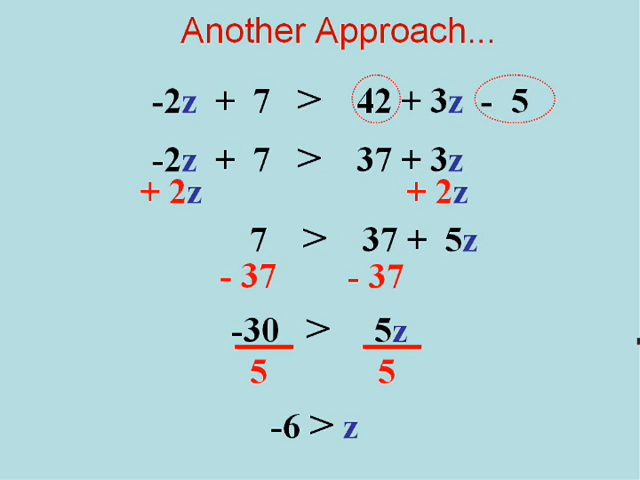 Another Approach...
-2z + 7 > 42 + 3z - 5
-2z + 7 > 37 + 3z
+ 2z + 2z
7 > 37 + 5z
- 37 - 37
-30 > 5z
5 5
-6 > z